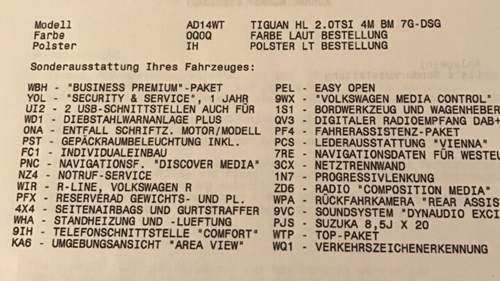 Modell AD14WT TIGUAN HL 2.0TSI 4M BM 7G-DSG
Farbe 0Q0Q FARBE LAUT BESTELLUNG
Polster IH POLSTER LT BESTELLUNG
Sonderausstattung Ihres Fahrzeuges:
WBH - "BUSINESS PREMIUM"-PAKET PEL - EASY OPEN
YOL - "SECURITY & SERVICE", 1 JAHR 9WX - "VOLKSWAGEN MEDIA CONTROL"
UI2 - 2 USB-SCHNITTSTELLEN AUCH FÜR 1S1 - BORDWERKZEUG UND WAGENHEBER
WD1 - DIEBSTAHLWARNANLAGE PLUS QV3 - DIGITALER RADIOEMPFANG DAB+
0NA - ENTFALL SCHRIFTZ. MOTOR/MODELL PF4 - FAHRERASSISTENZ-PAKET
PST - GEPÄCKRAUMBELEUCHTUNG INKL. PCS - LEDERAUSSTATTUNG "VIENNA"
FC1 - INDIVIDUALEINBAU 7RE - NAVIGATIONSDATEN FÜR WESTEU
PNC - NAVIGATIONSF. "DISCOVER MEDIA" 3CX - NETZTRENNWAND
NZ4 - NOTRUF-SERVICE 1N7 - PROGRESSIVLENKUNG
WIR - R-LINE, VOLKSWAGEN R ZD6 - RADIO "COMPOSITION MEDIA"
PFX - RESERVERAD GEWICHTS- UND PL. WPA - RÜCKFAHRKAMERA "REAR ASSIS
4X4 - SEITENAIRBAGS UND GURTSTRAFFER 9VC - SOUNDSYSTEM "DYNAUDIO EXCI
WHA - STANDHEIZUNG UND -LUEFTUNG PJS - SUZUKA 8,5J X 20
9IH - TELEFONSCHNITTSTELLE "COMFORT" WTP - TOP-PAKET
KA6 - UMGEBUNGSANSICHT "AREA VIEW" WQ1 - VERKEHRSZEICHENERKENNUNG